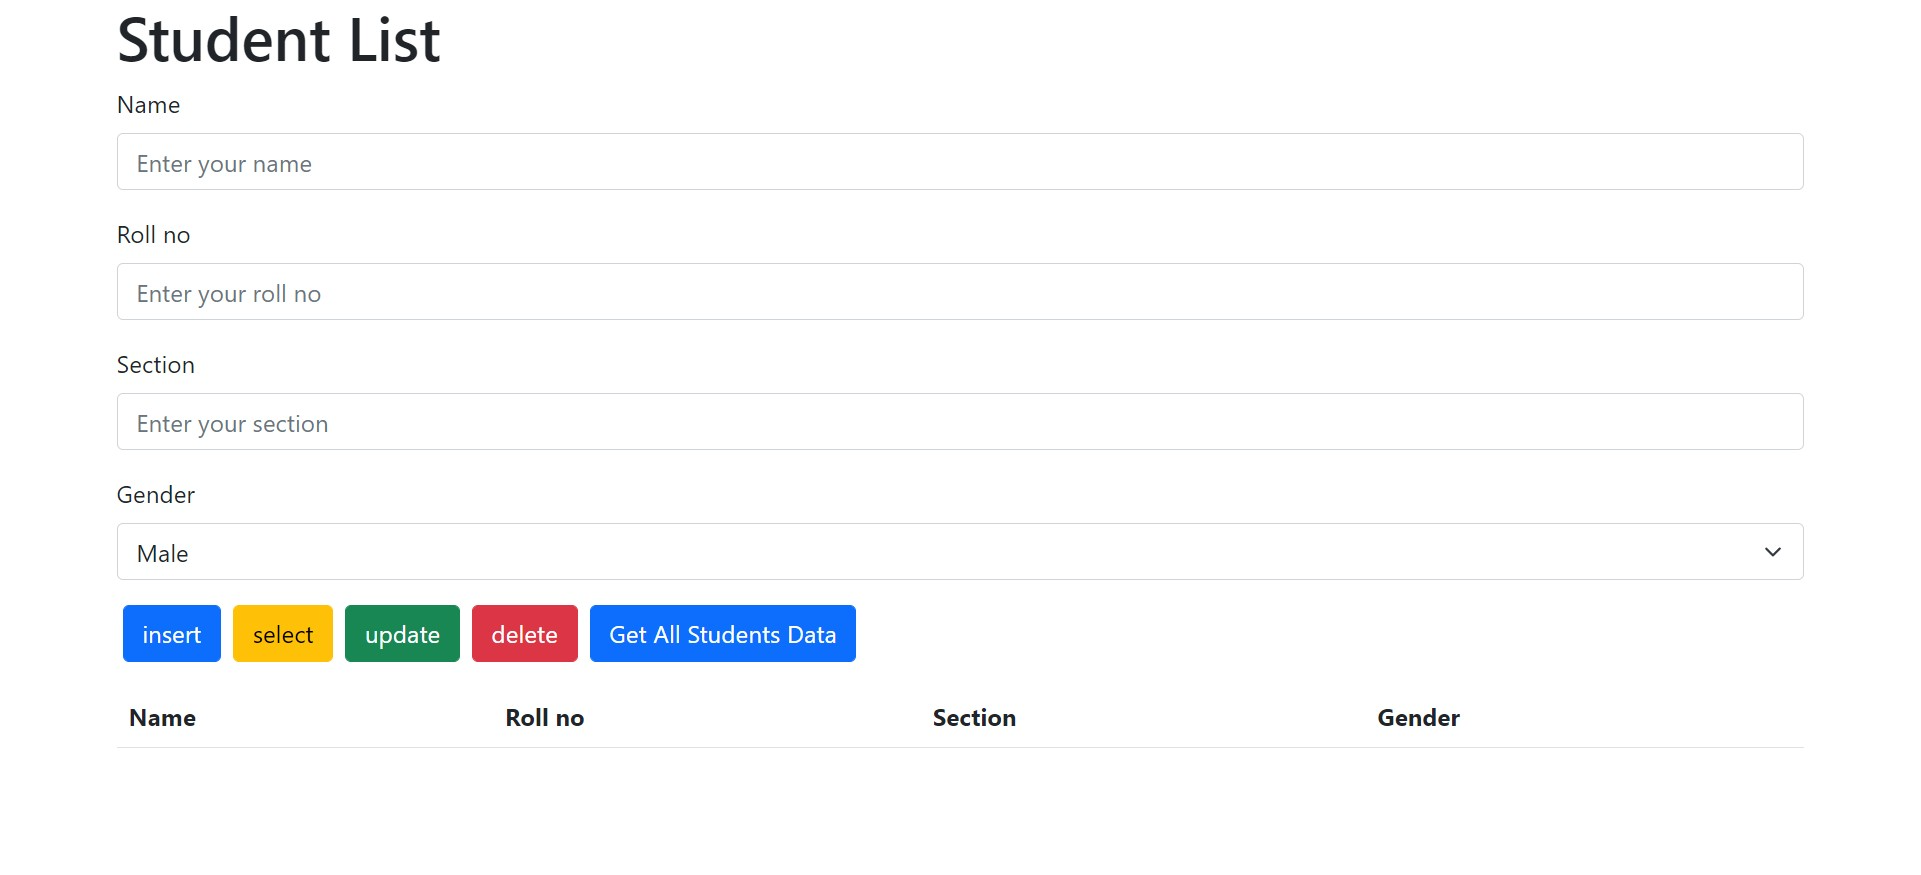 Student List
Name
Enter your name
Roll no
Enter your roll no
Section
Enter your section
Gender
Male
insert select update delete Get All Students Data
Name Roll no Section Gender